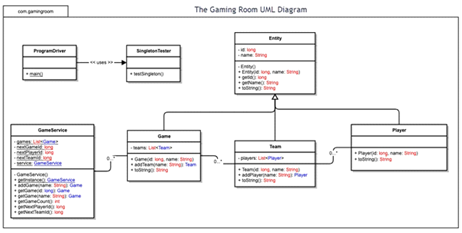 com.gamingroom
The Gaming Room UML Diagram
ProgramDriver
+ main()
<< uses >>
SingletonTester
+ testSingleton()
Entity
- id: long
- name: String
- Entity()
+ Entity(id: long, name: String)
+ getId(): long
+ getName(): String
+ toString(): String
GameService
- games: List<Game>
- nextGameId: long
- nextPlayerId: long
- nextTeamId: long
- service: GameService
- GameService()
+ getInstance(): GameService
+ addGame(name: String): Game
+ getGame(id: long): Game
+ getGame(name: String): Game
+ getGameCount(): int
+ getNextPlayerId(): long
+ getNextTeamId(): long
0..*
Game
- teams: List<Team>
+ Game(id: long, name: String)
+ addTeam(name: String): Team
+ toString(): String
0..*
Team
- players: List<Player>
+ Team(id: long, name: String)
+ addPlayer(name: String): Player
+ toString(): String
0..*
Player
+ Player(id: long, name: String)
+ toString(): String